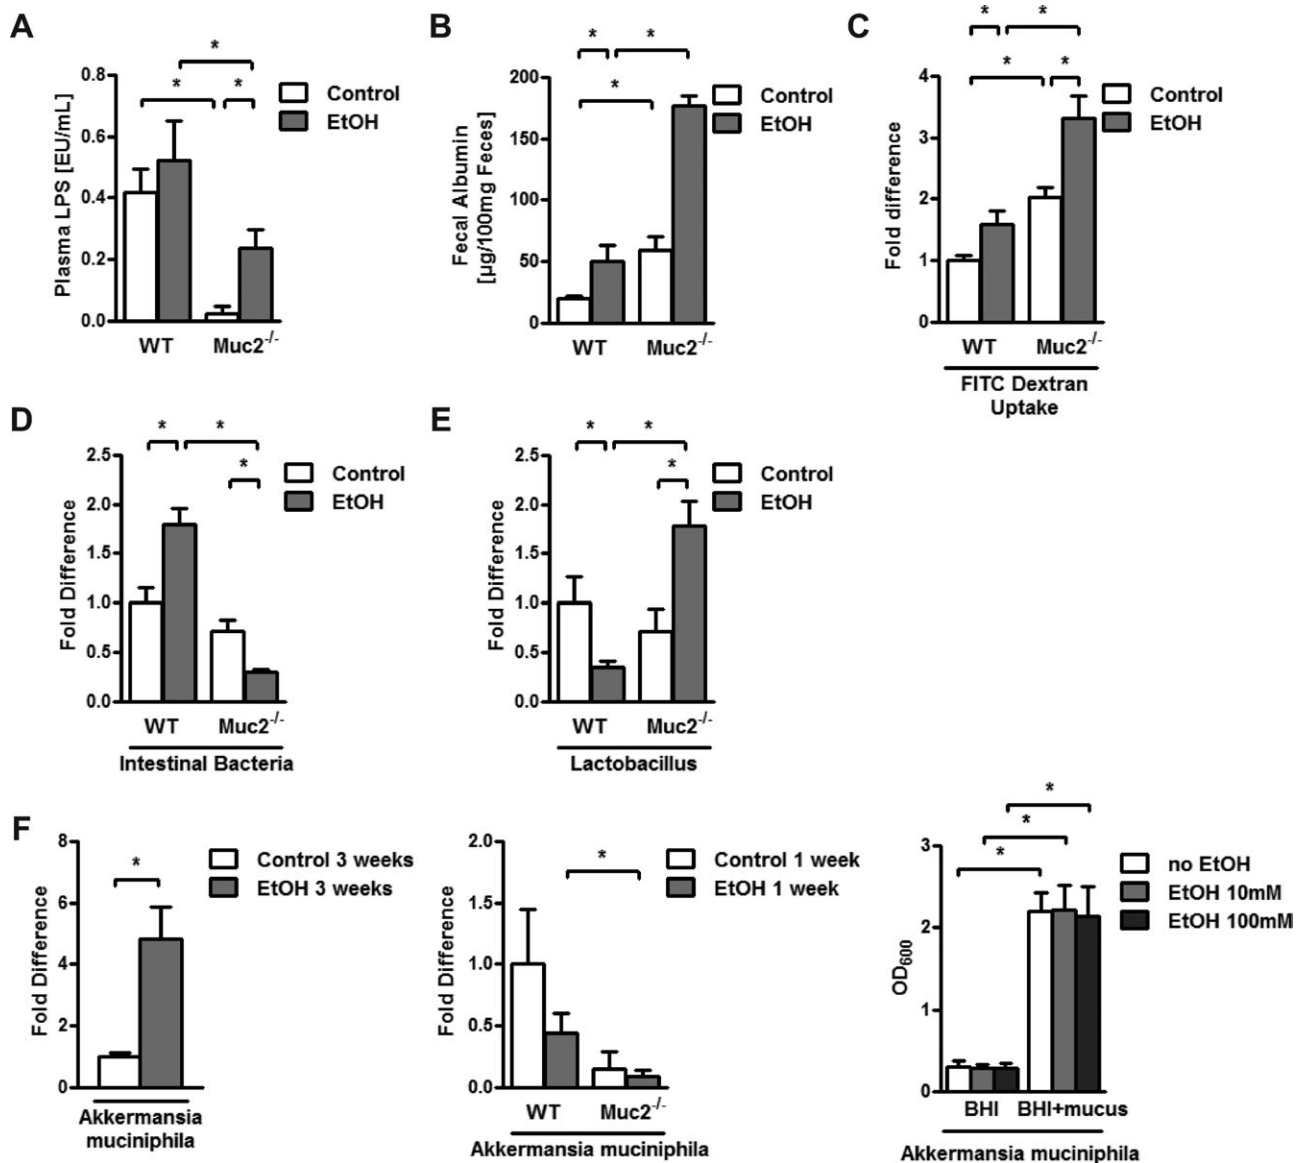 A
*
*
*
Plasma LPS [EU/mL]
0.8
0.6
0.4
0.2
0.0
WT
Muc2-/-
Control
EtOH
B
*
*
*
Fecal Albumin
[µg/100mg Feces]
200
150
100
50
0
WT
Muc2-/-
Control
EtOH
C
*
*
*
*
Fold difference
4
3
2
1
0
WT
Muc2-/-
FITC Dextran
Uptake
Control
EtOH
D
*
*
*
Fold Difference
2.5
2.0
1.5
1.0
0.5
0.0
WT
Muc2-/-
Intestinal Bacteria
Control
EtOH
E
*
*
*
Fold Difference
2.5
2.0
1.5
1.0
0.5
0.0
WT
Muc2-/-
Lactobacillus
Control
EtOH
F
*
Fold Difference
8
6
4
2
0
Akkermansia
muciniphila
Control 3 weeks
EtOH 3 weeks
*
Fold Difference
2.0
1.5
1.0
0.5
0.0
WT
Muc2-/-
Akkermansia muciniphila
Control 1 week
EtOH 1 week
*
*
*
OD600
3
2
1
0
BHI
BHI+mucus
Akkermansia muciniphila
no EtOH
EtOH 10mM
EtOH 100mM